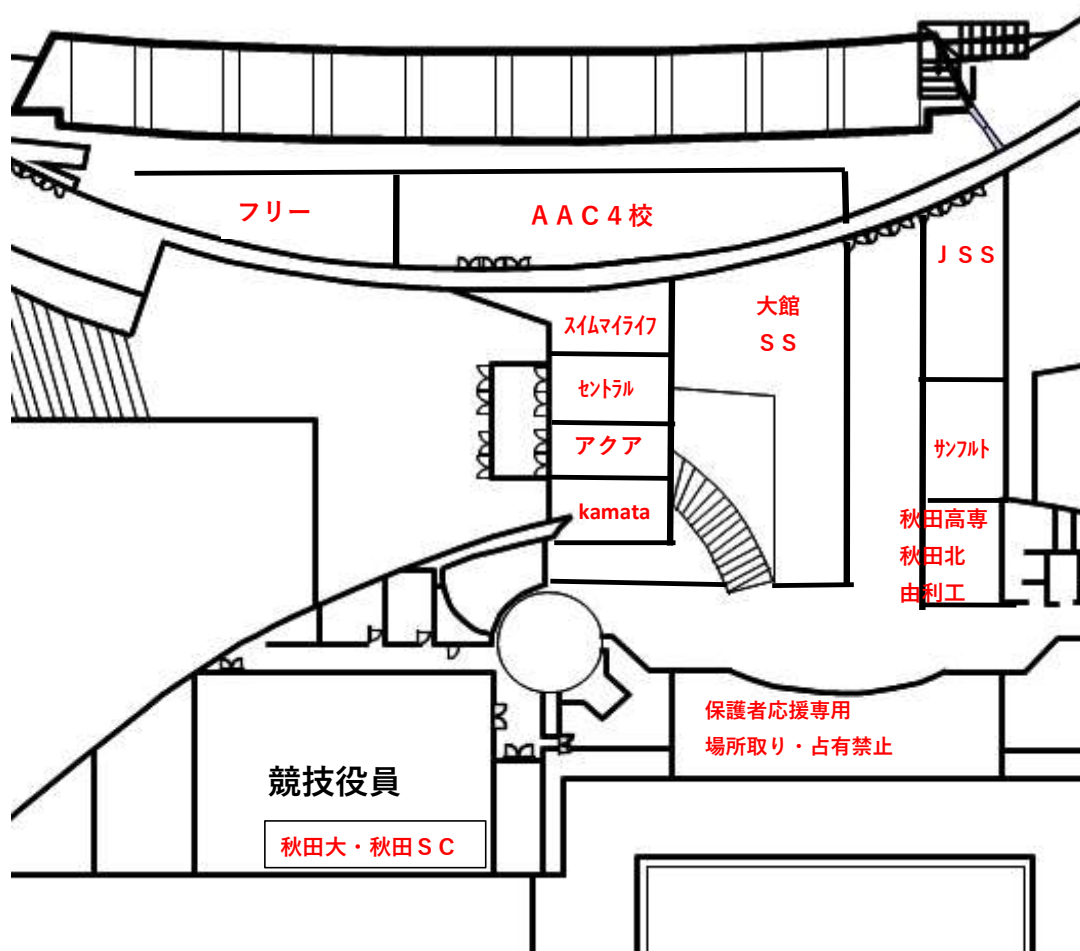 フリー
ＡＡＣ４校
ＪＳＳ
大館
ＳＳ
ｽｲﾑﾏｲﾗｲﾌ
ｾﾝﾄﾗﾙ
アクア
ｻﾝﾌﾙﾄ
kamata
秋田高専
秋田北
由利工
保護者応援専用
場所取り・占有禁止
競技役員
秋田大・秋田ＳＣ